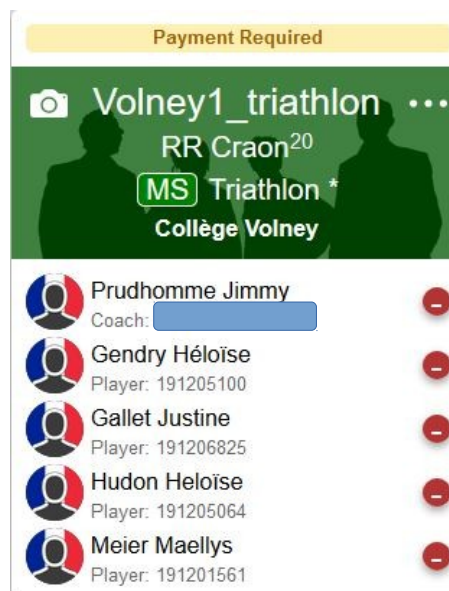 Payment Required
Volney1_triathlon ...
RR Craon20
MS Triathlon *
Collège Volney
Prudhomme Jimmy
Coach:
Gendry Héloïse
Player: 191205100
Gallet Justine
Player: 191206825
Hudon Heloïse
Player: 191205064
Meier Maellys
Player: 191201561